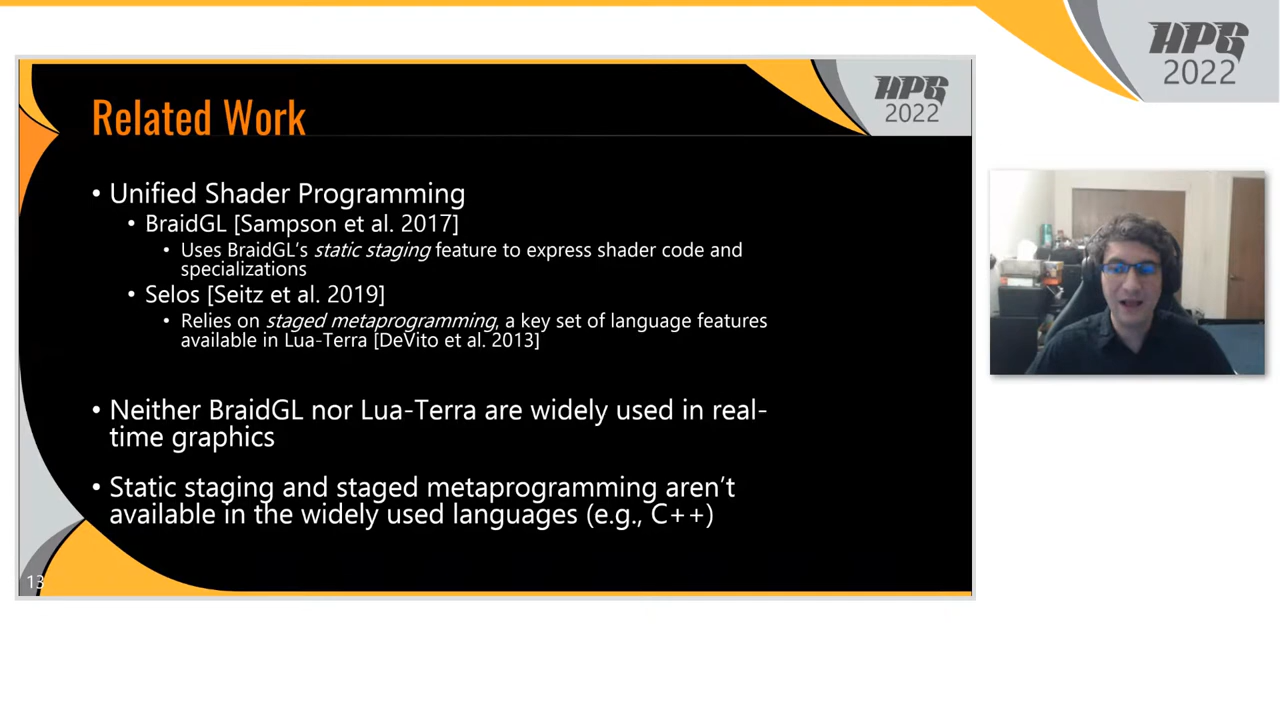 HPG
2022
Related Work
HPG
2022
• Unified Shader Programming
• BraidGL [Sampson et al. 2017]
• Uses BraidGL's static staging feature to express shader code and
specializations
• Selos [Seitz et al. 2019]
• Relies on staged metaprogramming, a key set of language features
available in Lua-Terra [DeVito et al. 2013]
• Neither BraidGL nor Lua-Terra are widely used in real-
time graphics
• Static staging and staged metaprogramming aren't
available in the widely used languages (e.g., C++)
13